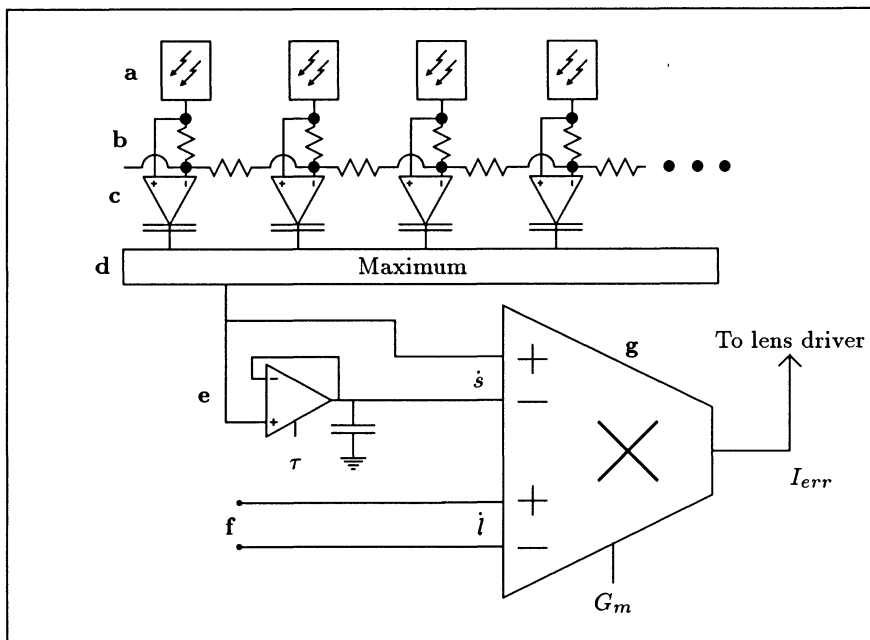 a
b
c
+ - + - + - + -
d Maximum
To lens driver
g
ṡ
+
−
e
-
+
τ
I_err
+
−
f
l̇
G_m